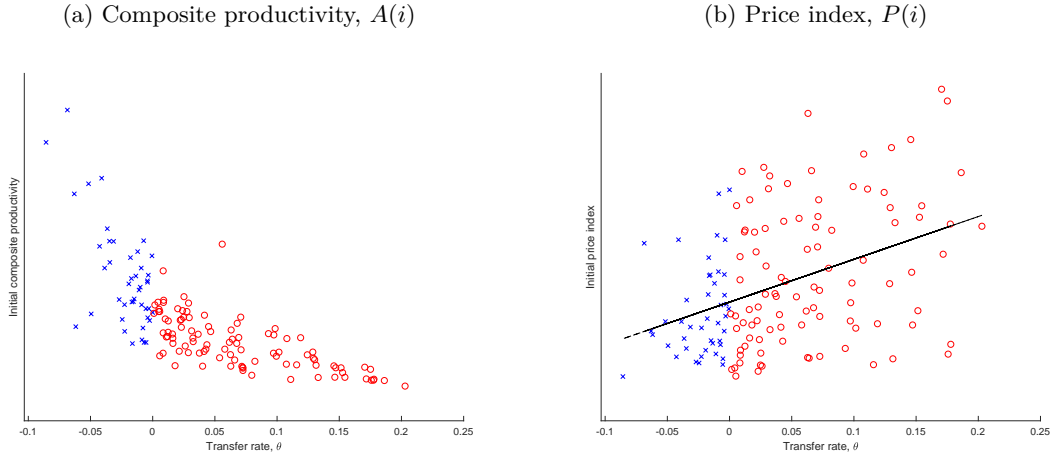 (a) Composite productivity, A(i)
Initial composite productivity
-0.1 -0.05 0 0.05 0.1 0.15 0.2 0.25
Transfer rate, θ
(b) Price index, P(i)
Initial price index
-0.1 -0.05 0 0.05 0.1 0.15 0.2 0.25
Transfer rate, θ